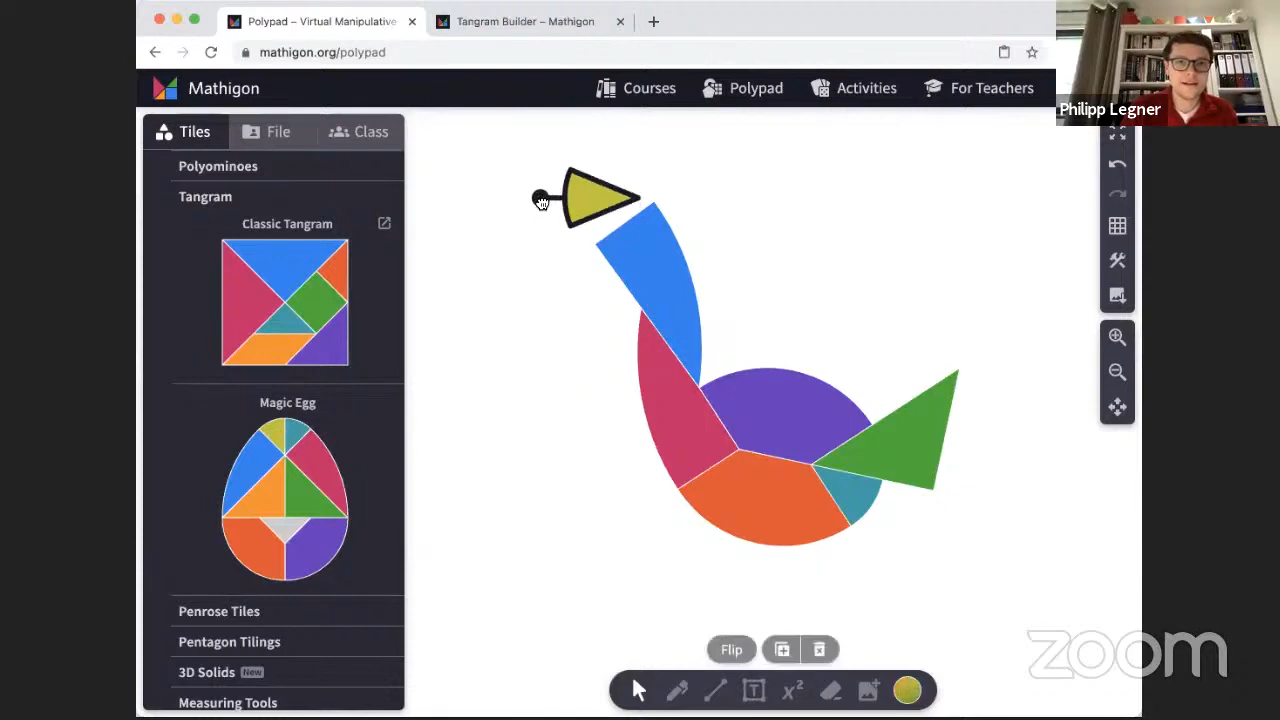 Polypad – Virtual Manipulative
Tangram Builder – Mathigon
mathigon.org/polypad
Mathigon
Courses
Polypad
Activities
For Teachers
Philipp Legner
Tiles
File
Class
Polyominoes
Tangram
Classic Tangram
Magic Egg
Penrose Tiles
Pentagon Tilings
3D Solids New
Measuring Tools
Flip
T
x²
zoom